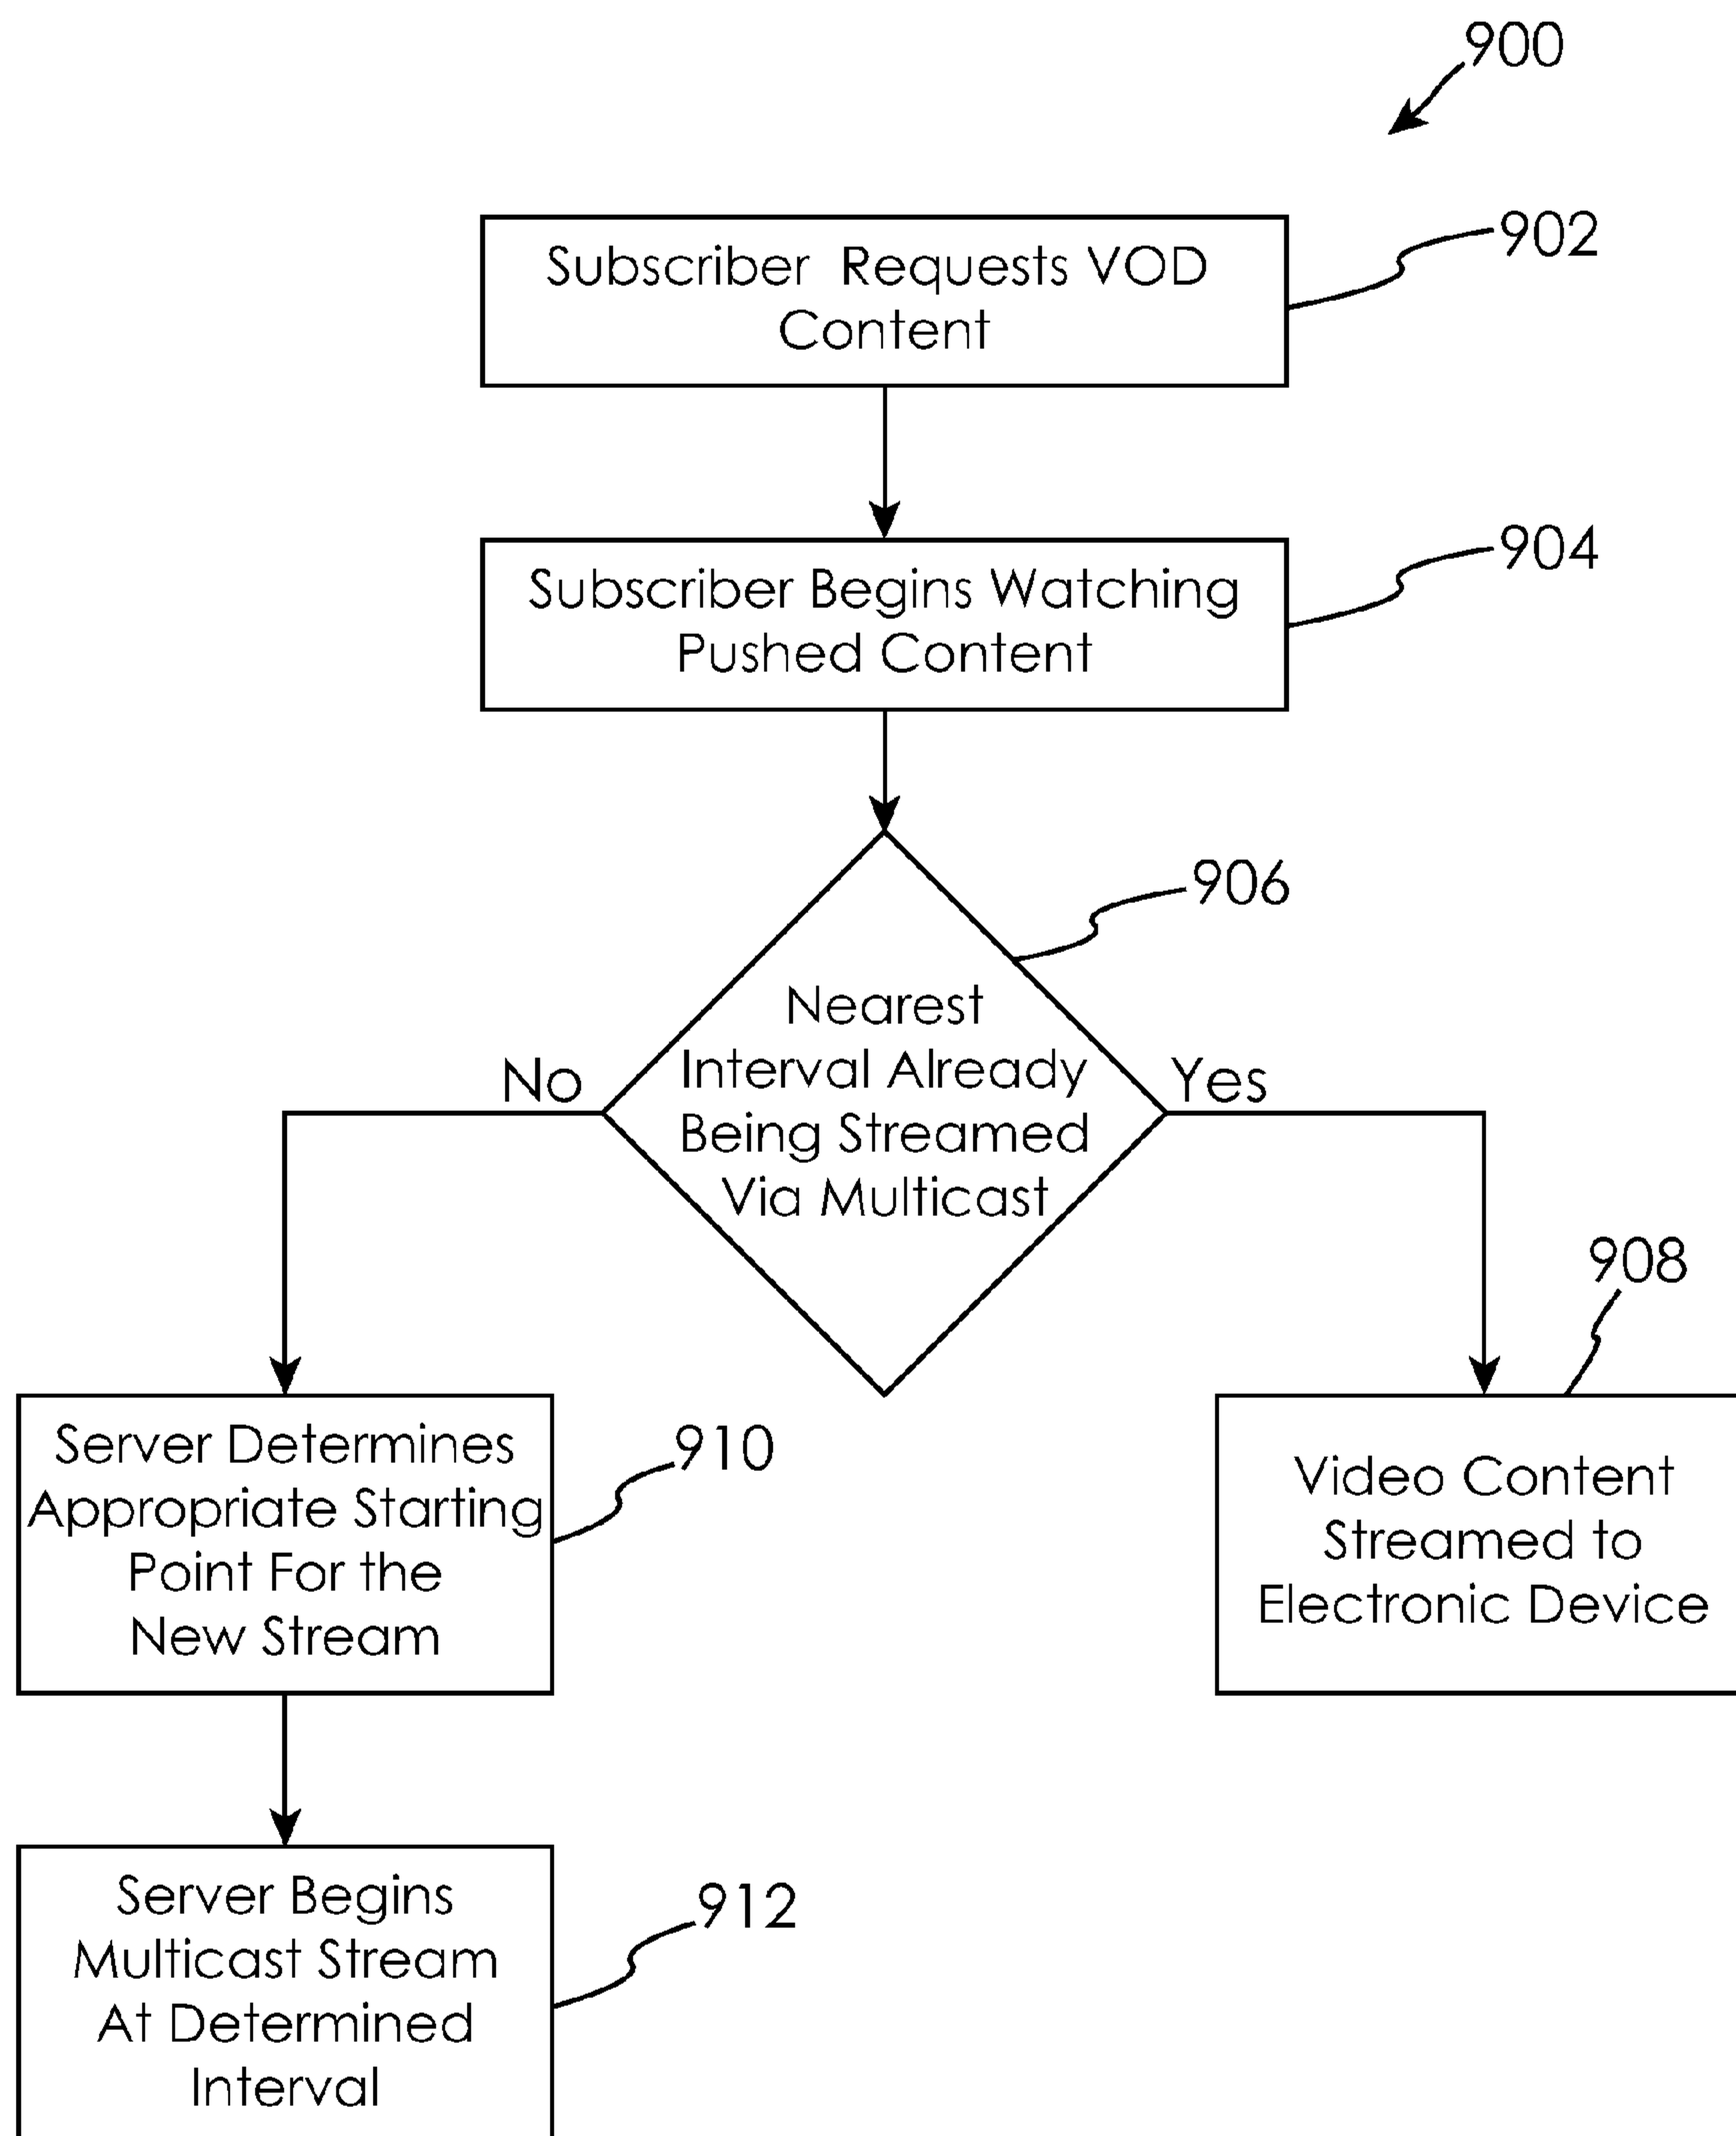 900
Subscriber Requests VOD
Content
902
Subscriber Begins Watching
Pushed Content
904
906
Nearest
Interval Already
Being Streamed
Via Multicast
No
Yes
908
Server Determines
Appropriate Starting
Point For the
New Stream
910
Video Content
Streamed to
Electronic Device
Server Begins
Multicast Stream
At Determined
Interval
912